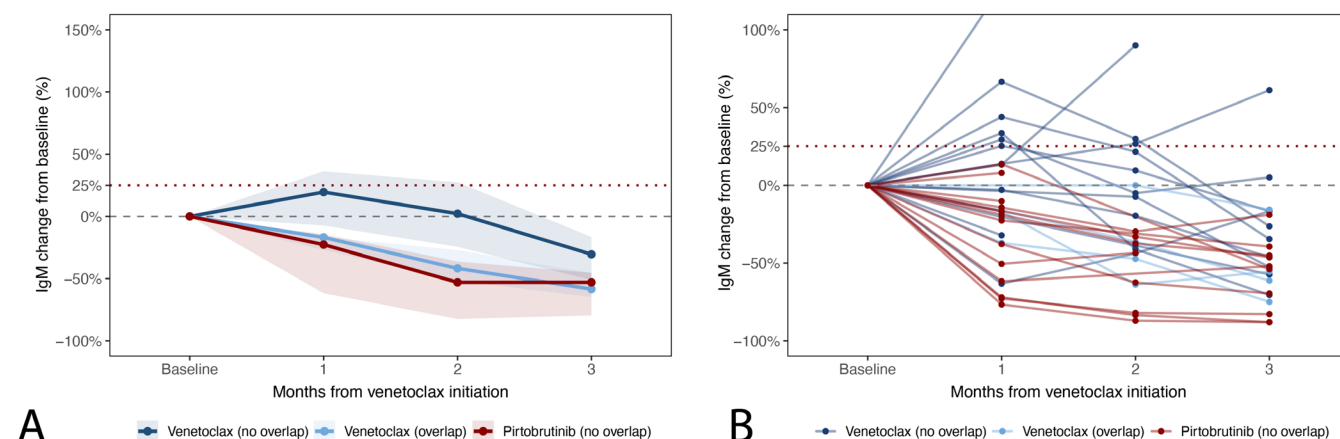 150%
100%
50%
25%
0%
−50%
−100%
IgM change from baseline (%)
Baseline 1 2 3
Months from venetoclax initiation
A
Venetoclax (no overlap) Venetoclax (overlap) Pirtobrutinib (no overlap)
100%
50%
25%
0%
−50%
−100%
IgM change from baseline (%)
Baseline 1 2 3
Months from venetoclax initiation
B
Venetoclax (no overlap) Venetoclax (overlap) Pirtobrutinib (no overlap)